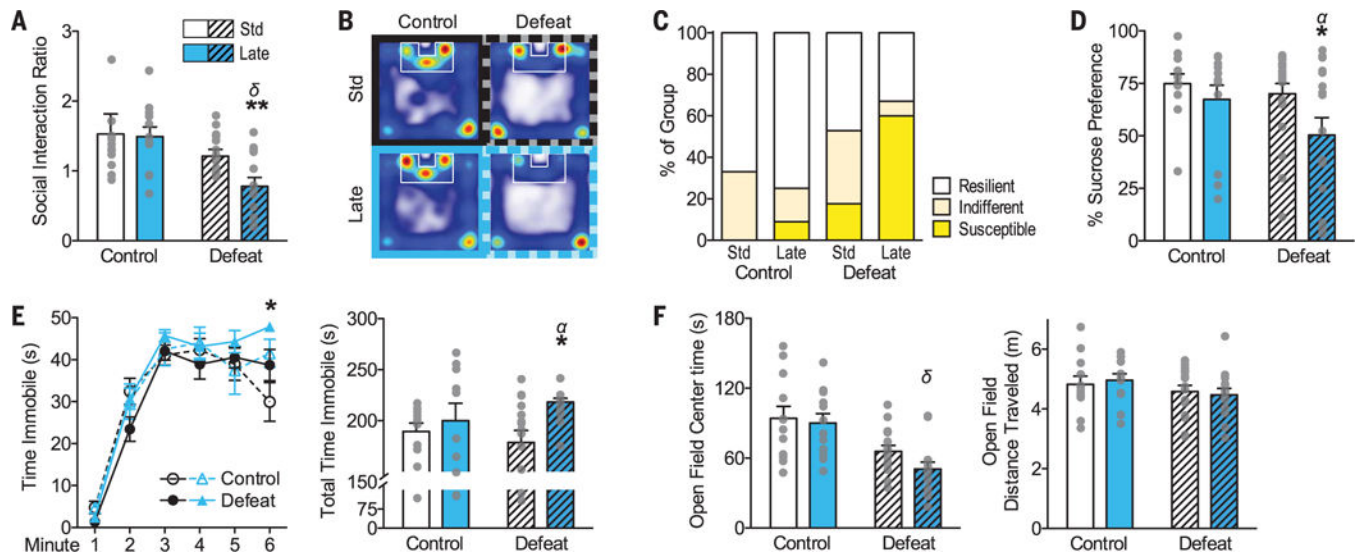 A
Social Interaction Ratio
3
2
1
0
Std
Late
δ
**
Control
Defeat
B
Control
Defeat
Std
Late
C
% of Group
100
80
60
40
20
0
Std
Late
Std
Late
Control
Defeat
Resilient
Indifferent
Susceptible
D
% Sucrose Preference
100
75
50
25
0
α
*
Control
Defeat
E
Time Immobile (s)
50
40
30
20
10
0
*
Control
Defeat
Minute 1 2 3 4 5 6
Total Time Immobile (s)
300
250
200
150
75
0
α
*
Control
Defeat
F
Open Field Center time (s)
180
120
60
0
δ
Control
Defeat
Open Field
Distance Traveled (m)
6
4
2
0
Control
Defeat